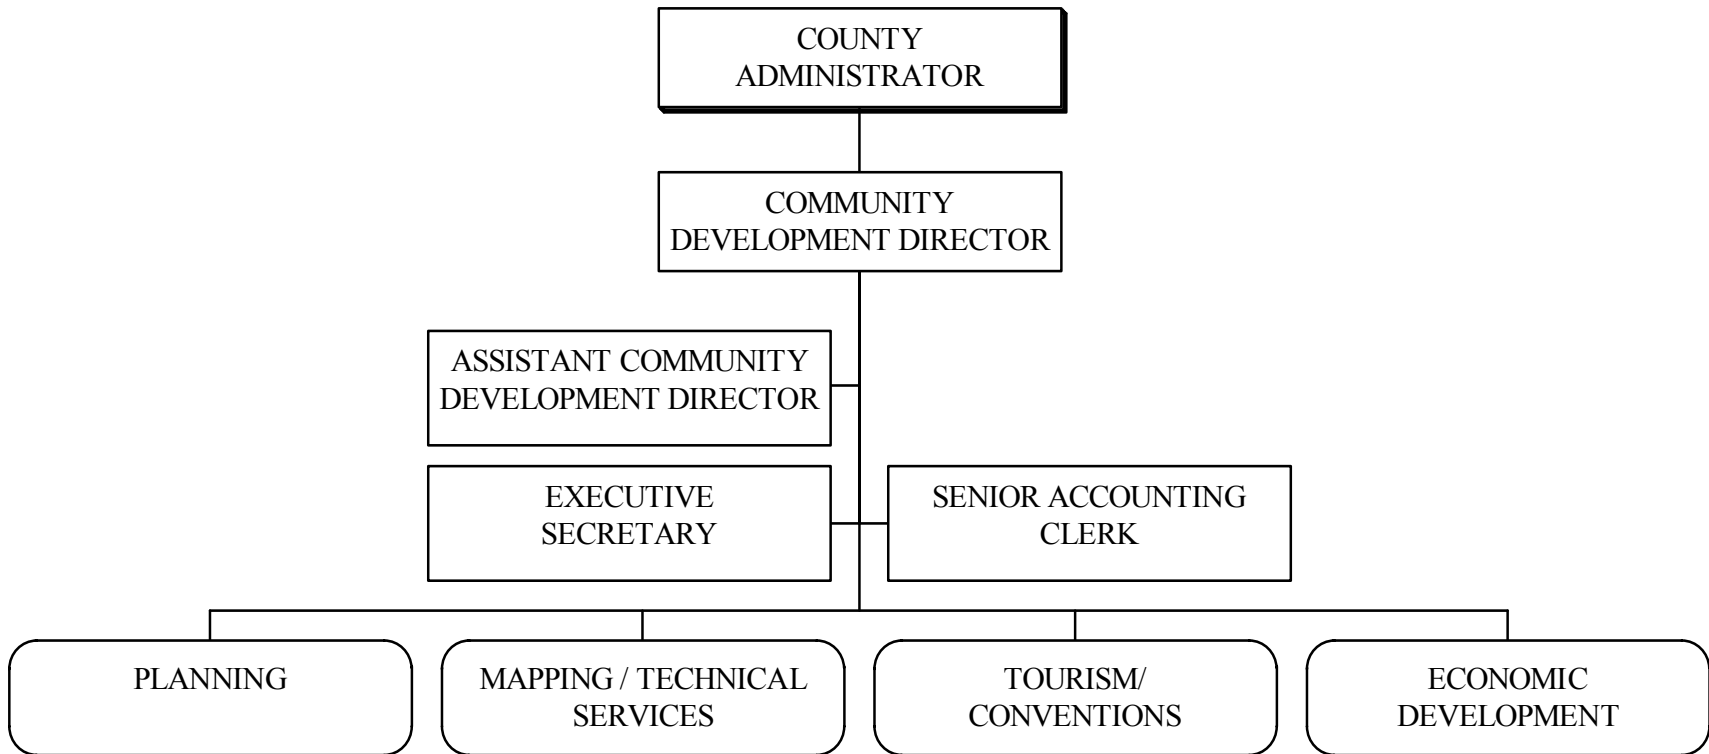 COUNTY
ADMINISTRATOR
COMMUNITY
DEVELOPMENT DIRECTOR
ASSISTANT COMMUNITY
DEVELOPMENT DIRECTOR
EXECUTIVE
SECRETARY
SENIOR ACCOUNTING
CLERK
PLANNING
MAPPING / TECHNICAL
SERVICES
TOURISM/
CONVENTIONS
ECONOMIC
DEVELOPMENT